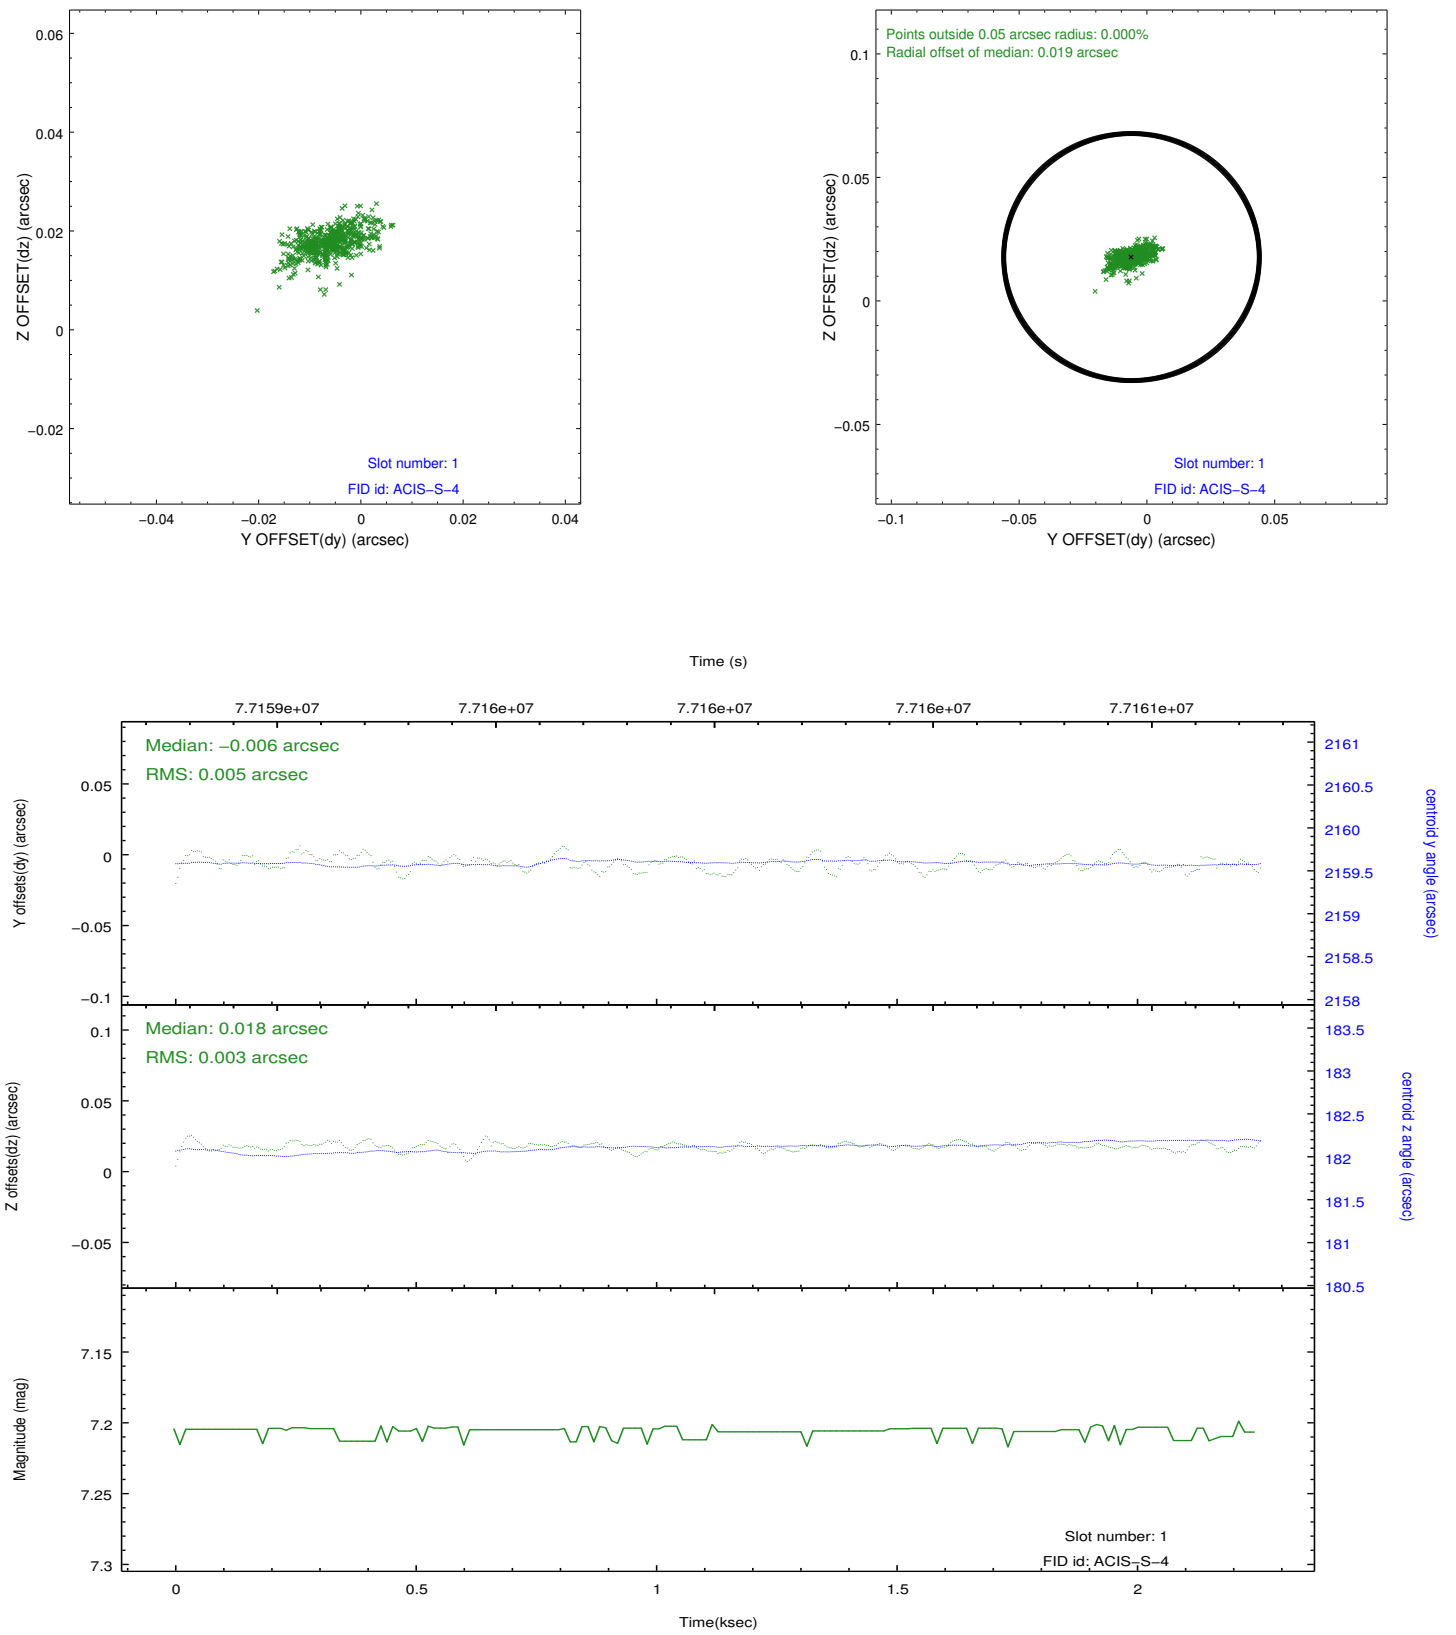 0.06
0.04
0.02
0
−0.02
Z OFFSET(dz) (arcsec)
Slot number: 1
FID id: ACIS−S−4
−0.04 −0.02 0 0.02 0.04
Y OFFSET(dy) (arcsec)
Points outside 0.05 arcsec radius: 0.000%
Radial offset of median: 0.019 arcsec
0.1
0.05
0
−0.05
Z OFFSET(dz) (arcsec)
Slot number: 1
FID id: ACIS−S−4
−0.1 −0.05 0 0.05
Y OFFSET(dy) (arcsec)
Time (s)
7.7159e+07 7.716e+07 7.716e+07 7.716e+07 7.7161e+07
Median: −0.006 arcsec
RMS: 0.005 arcsec
0.05
0
−0.05
−0.1
Y offsets(dy) (arcsec)
2161
2160.5
2160
2159.5
2159
2158.5
2158
centroid y angle (arcsec)
Median: 0.018 arcsec
RMS: 0.003 arcsec
0.1
0.05
0
−0.05
Z offsets(dz) (arcsec)
183.5
183
182.5
182
181.5
181
180.5
centroid z angle (arcsec)
7.15
7.2
7.25
7.3
Magnitude (mag)
Slot number: 1
FID id: ACIS−S−4
0 0.5 1 1.5 2
Time(ksec)